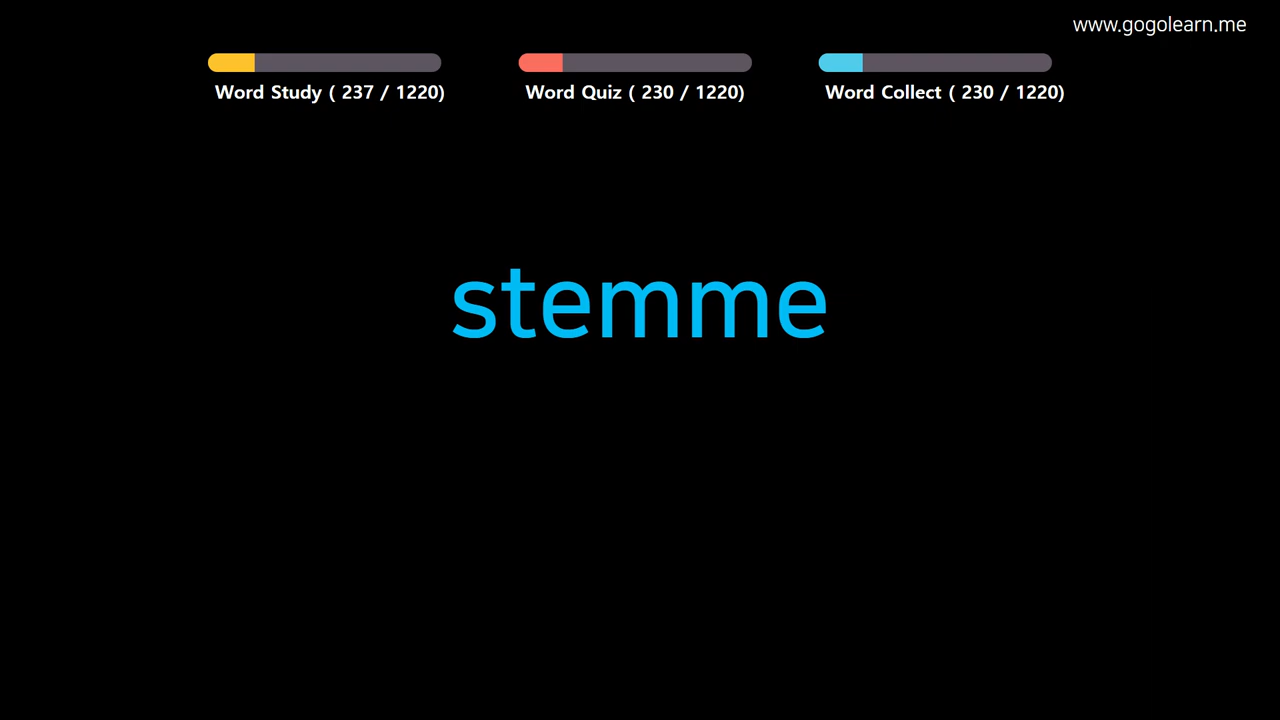 www.gogolearn.me
Word Study ( 237 / 1220)
Word Quiz ( 230 / 1220)
Word Collect ( 230 / 1220)
stemme